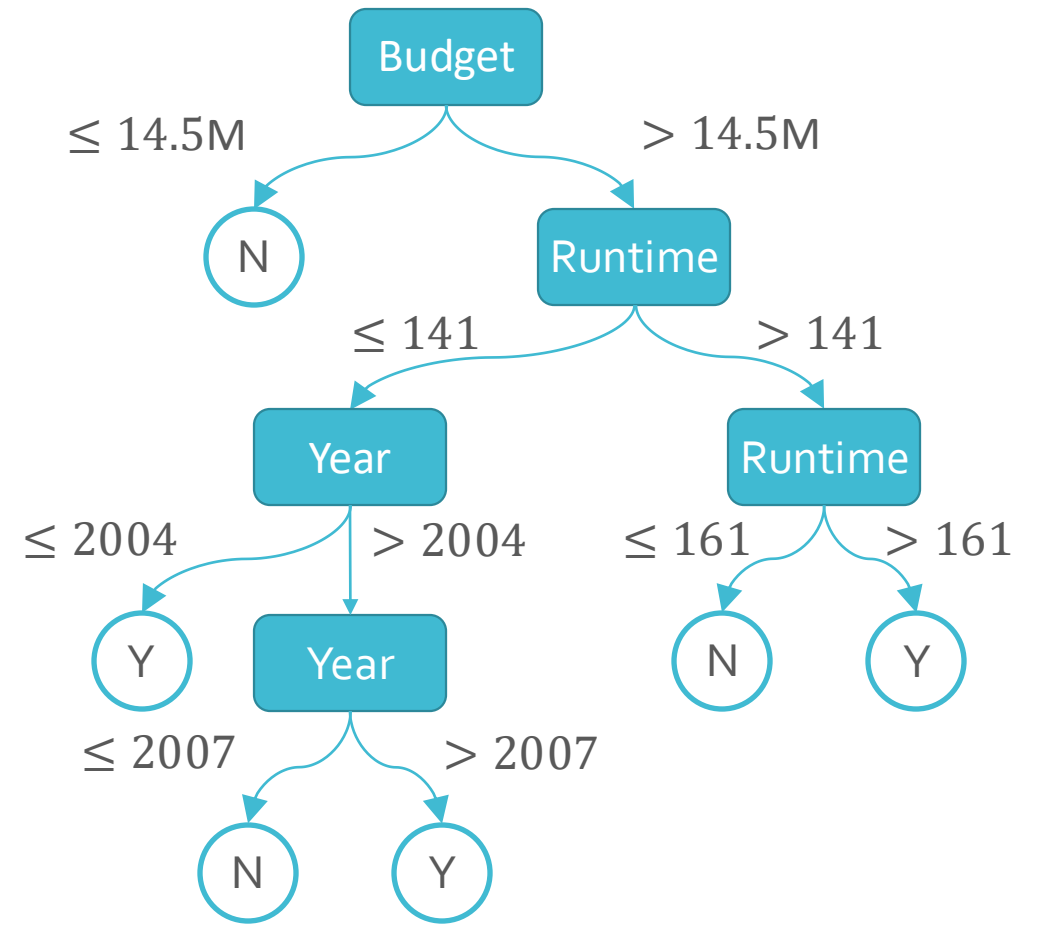 Budget
≤ 14.5M
> 14.5M
N
Runtime
≤ 141
> 141
Year
Runtime
≤ 2004
> 2004
≤ 161
> 161
Y
Year
N
Y
≤ 2007
> 2007
N
Y